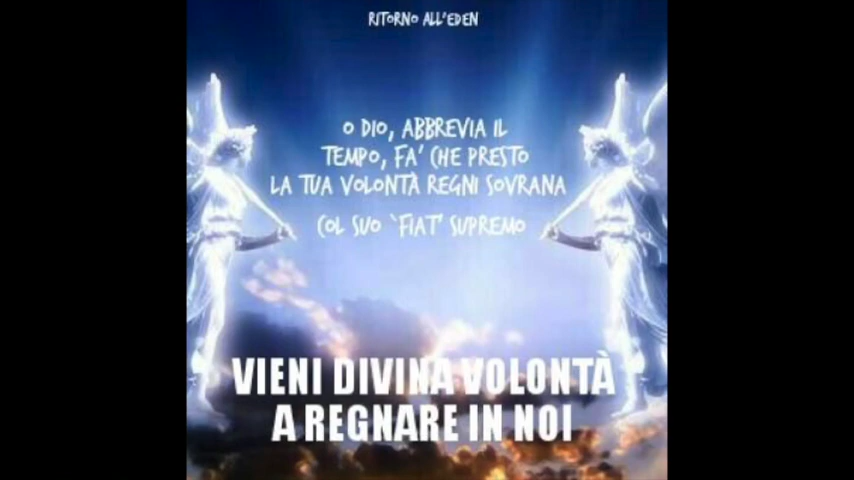 RITORNO ALL'EDEN
O DIO, ABBREVIA IL
TEMPO, FA' CHE PRESTO
LA TUA VOLONTÀ REGNI SOVRANA
COL SUO `FIAT' SUPREMO
VIENI DIVINA VOLONTÀ
A REGNARE IN NOI